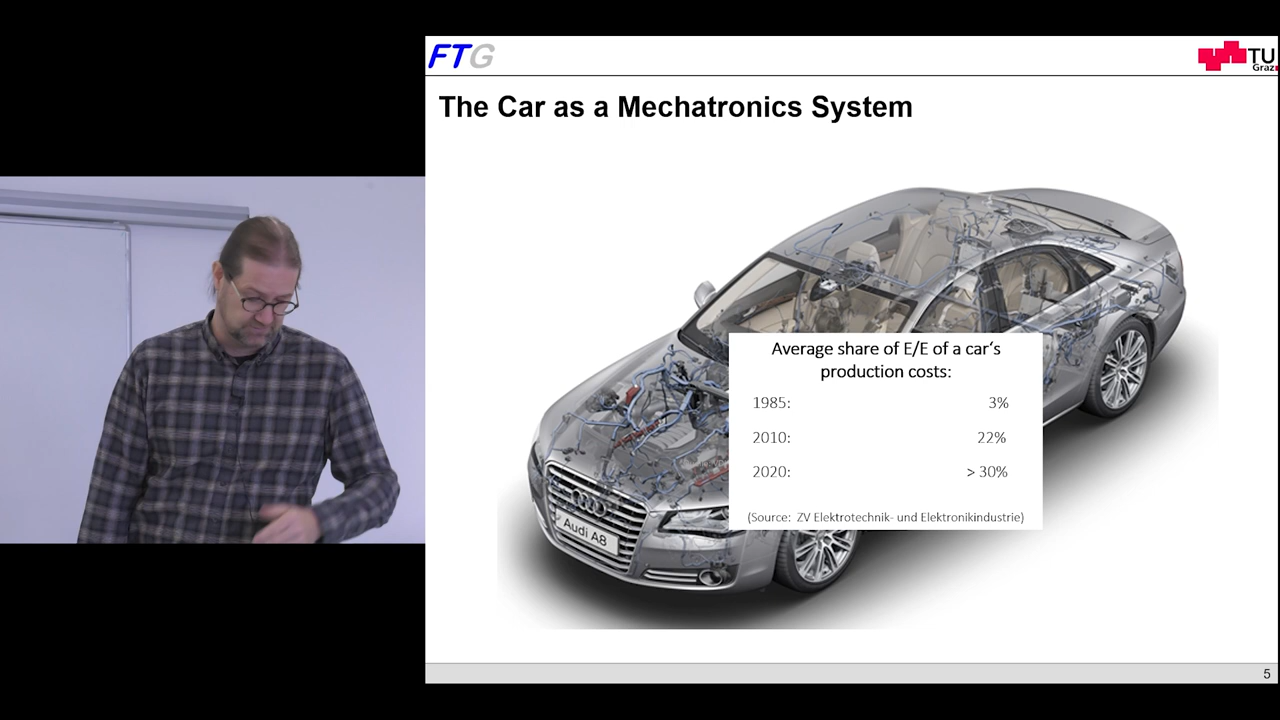 FTG
TU
Graz
The Car as a Mechatronics System
Average share of E/E of a car‘s
production costs:
1985: 3%
2010: 22%
2020: > 30%
(Source: ZV Elektrotechnik- und Elektronikindustrie)
Audi A8
5